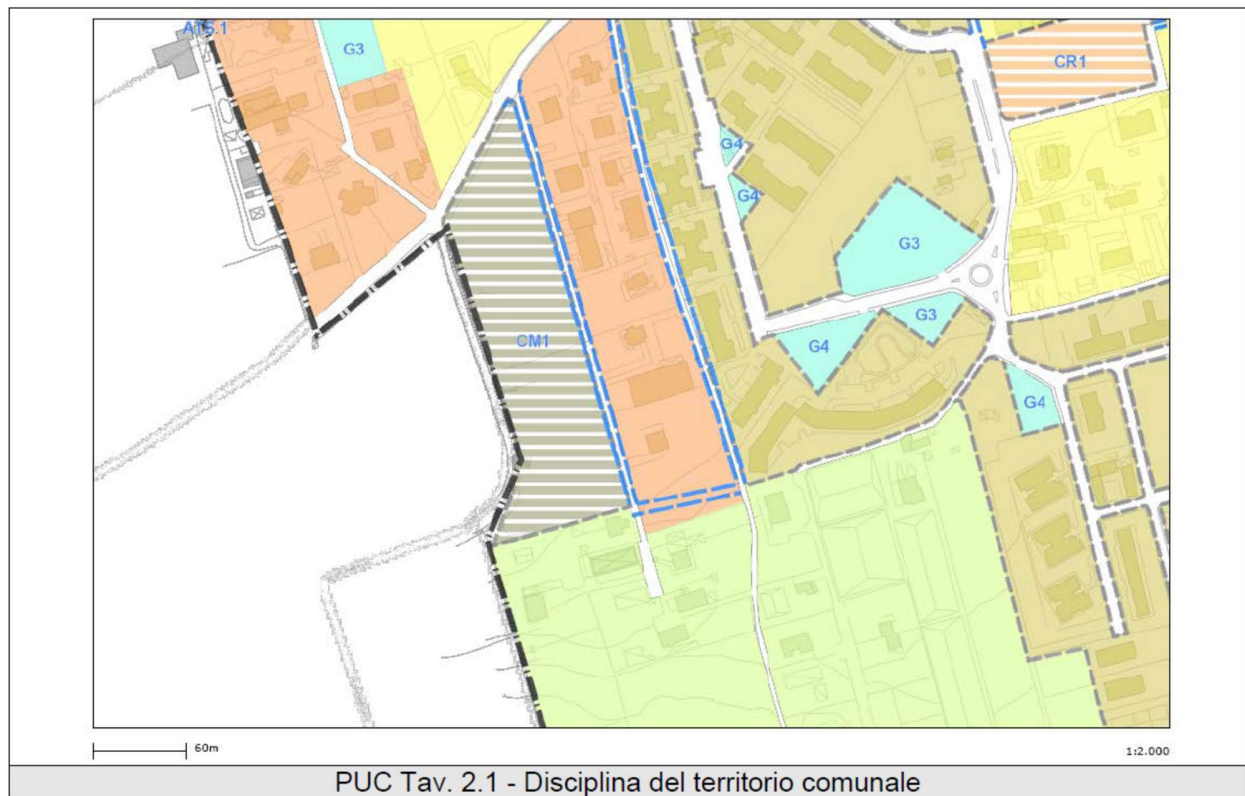 AT5.1
G3
CR1
G4
G4
G3
CM1
G3
G4
G4
60m
1:2.000
PUC Tav. 2.1 - Disciplina del territorio comunale